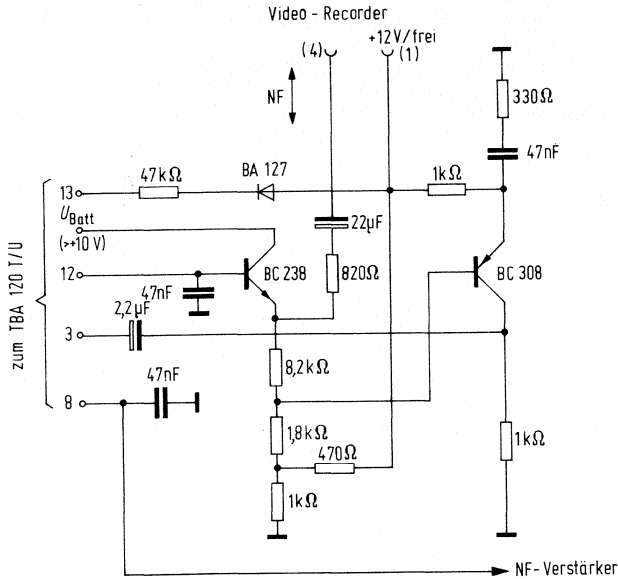 Video - Recorder
(4)
+12V/frei
(1)
NF
330Ω
47nF
1kΩ
47kΩ
BA 127
13
U Batt
(>+10 V)
22µF
12
BC 238
820Ω
BC 308
47nF
2,2µF
3
zum TBA 120 T/U
8,2kΩ
47nF
8
1,8kΩ
470Ω
1kΩ
1kΩ
NF-Verstärker